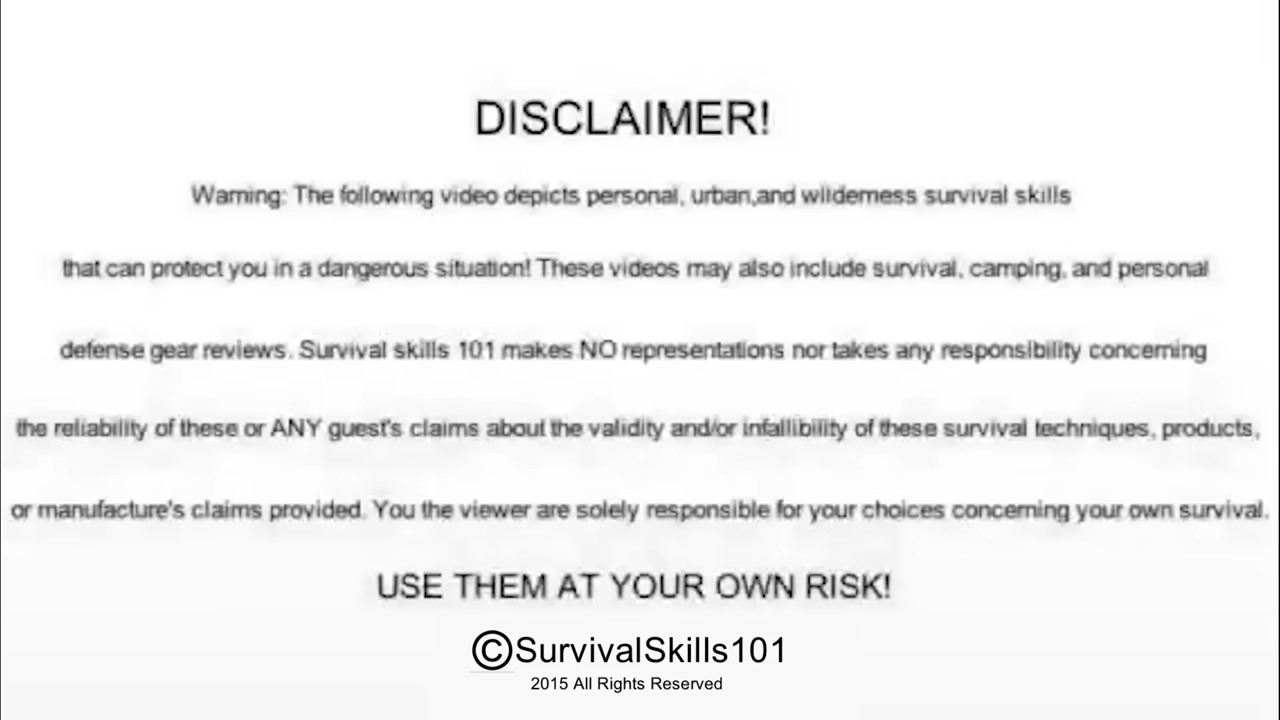 DISCLAIMER!
Warning: The following video depicts personal, urban,and wilderness survival skills
that can protect you in a dangerous situation! These videos may also include survival, camping, and personal
defense gear reviews. Survival skills 101 makes NO representations nor takes any responsibility concerning
the reliability of these or ANY guest's claims about the validity and/or infallibility of these survival techniques, products,
or manufacture's claims provided. You the viewer are solely responsible for your choices concerning your own survival.
USE THEM AT YOUR OWN RISK!
©SurvivalSkills101
2015 All Rights Reserved